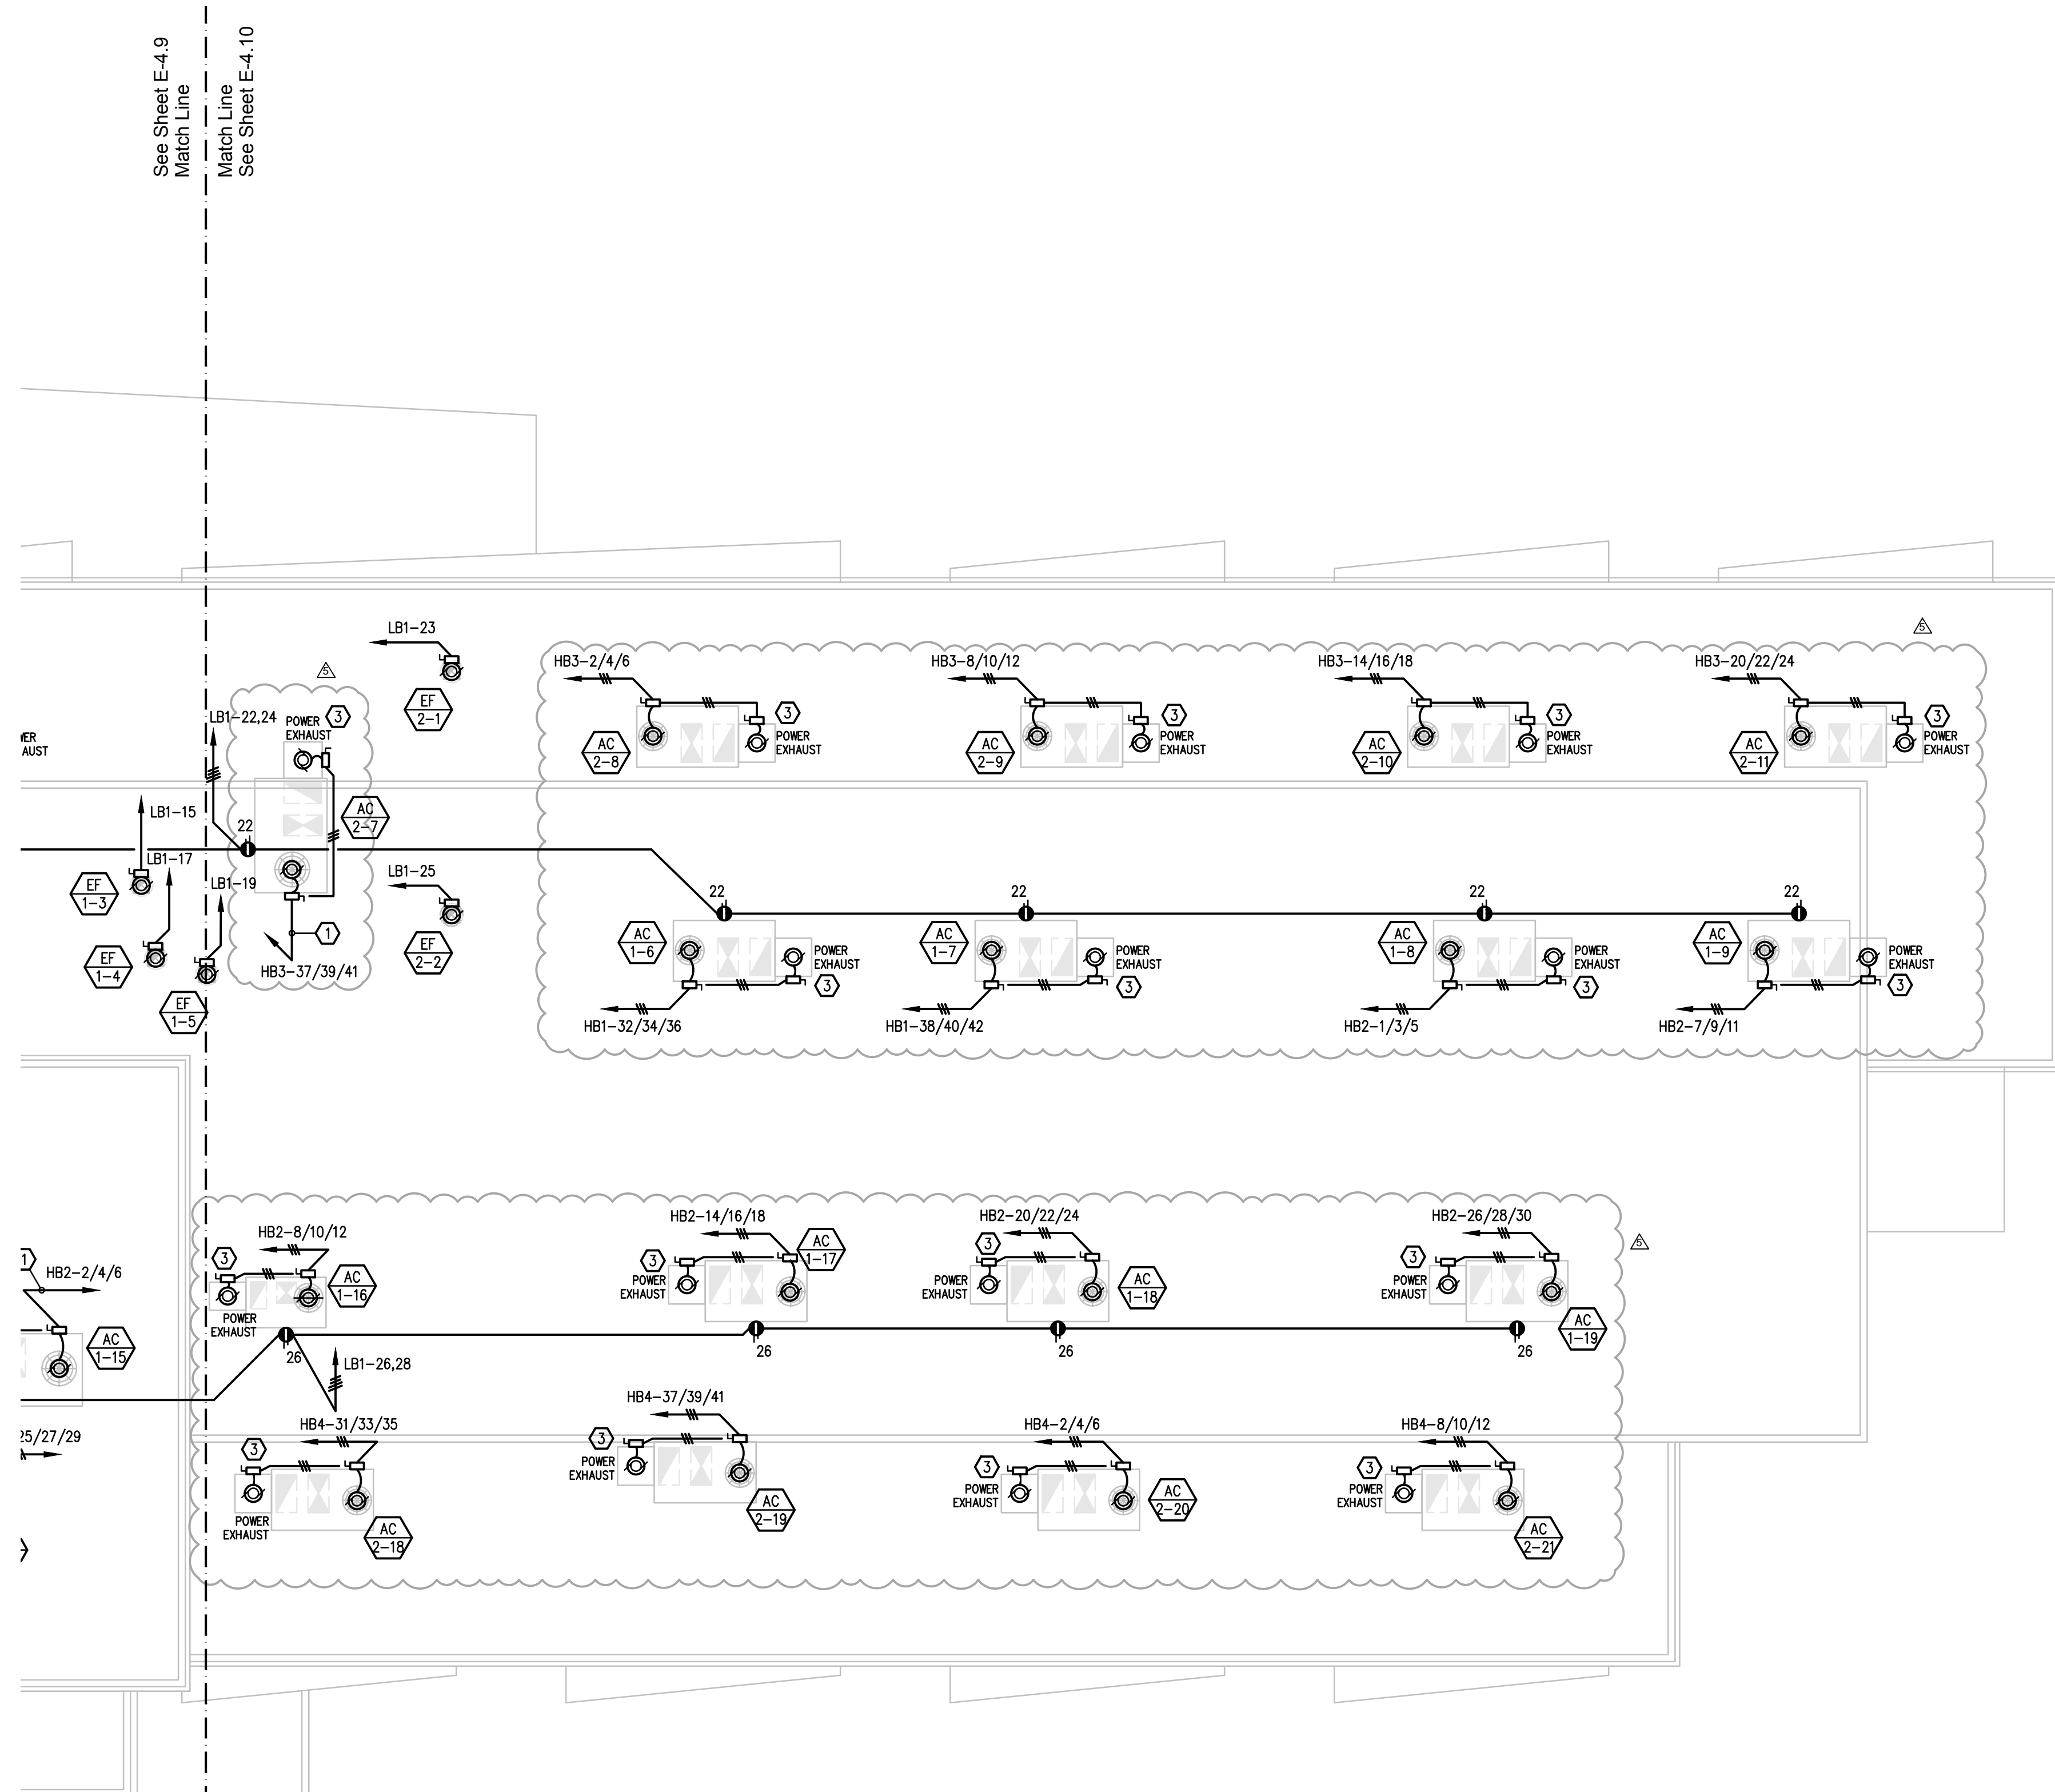 See Sheet E-4.9
Match Line
Match Line
See Sheet E-4.10
LB1-23
EF
2-1
5
LB1-22,24
POWER
EXHAUST
3
AC
2-7
22
LB1-15
LB1-17
LB1-19
EF
1-3
EF
1-4
EF
1-5
1
HB3-37/39/41
LB1-25
EF
2-2
5
HB3-2/4/6
3
POWER
EXHAUST
AC
2-8
HB3-8/10/12
3
POWER
EXHAUST
AC
2-9
HB3-14/16/18
3
POWER
EXHAUST
AC
2-10
HB3-20/22/24
3
POWER
EXHAUST
AC
2-11
22
AC
1-6
POWER
EXHAUST
3
HB1-32/34/36
22
AC
1-7
POWER
EXHAUST
3
HB1-38/40/42
22
AC
1-8
POWER
EXHAUST
3
HB2-1/3/5
22
AC
1-9
POWER
EXHAUST
3
HB2-7/9/11
1
HB2-2/4/6
AC
1-15
25/27/29
HB2-8/10/12
3
AC
1-16
POWER
EXHAUST
26
LB1-26,28
HB2-14/16/18
3
AC
1-17
POWER
EXHAUST
26
HB2-20/22/24
3
POWER
EXHAUST
AC
1-18
26
HB2-26/28/30
3
POWER
EXHAUST
AC
1-19
26
5
HB4-31/33/35
3
POWER
EXHAUST
AC
2-18
HB4-37/39/41
3
POWER
EXHAUST
AC
2-19
HB4-2/4/6
3
POWER
EXHAUST
AC
2-20
HB4-8/10/12
3
POWER
EXHAUST
AC
2-21